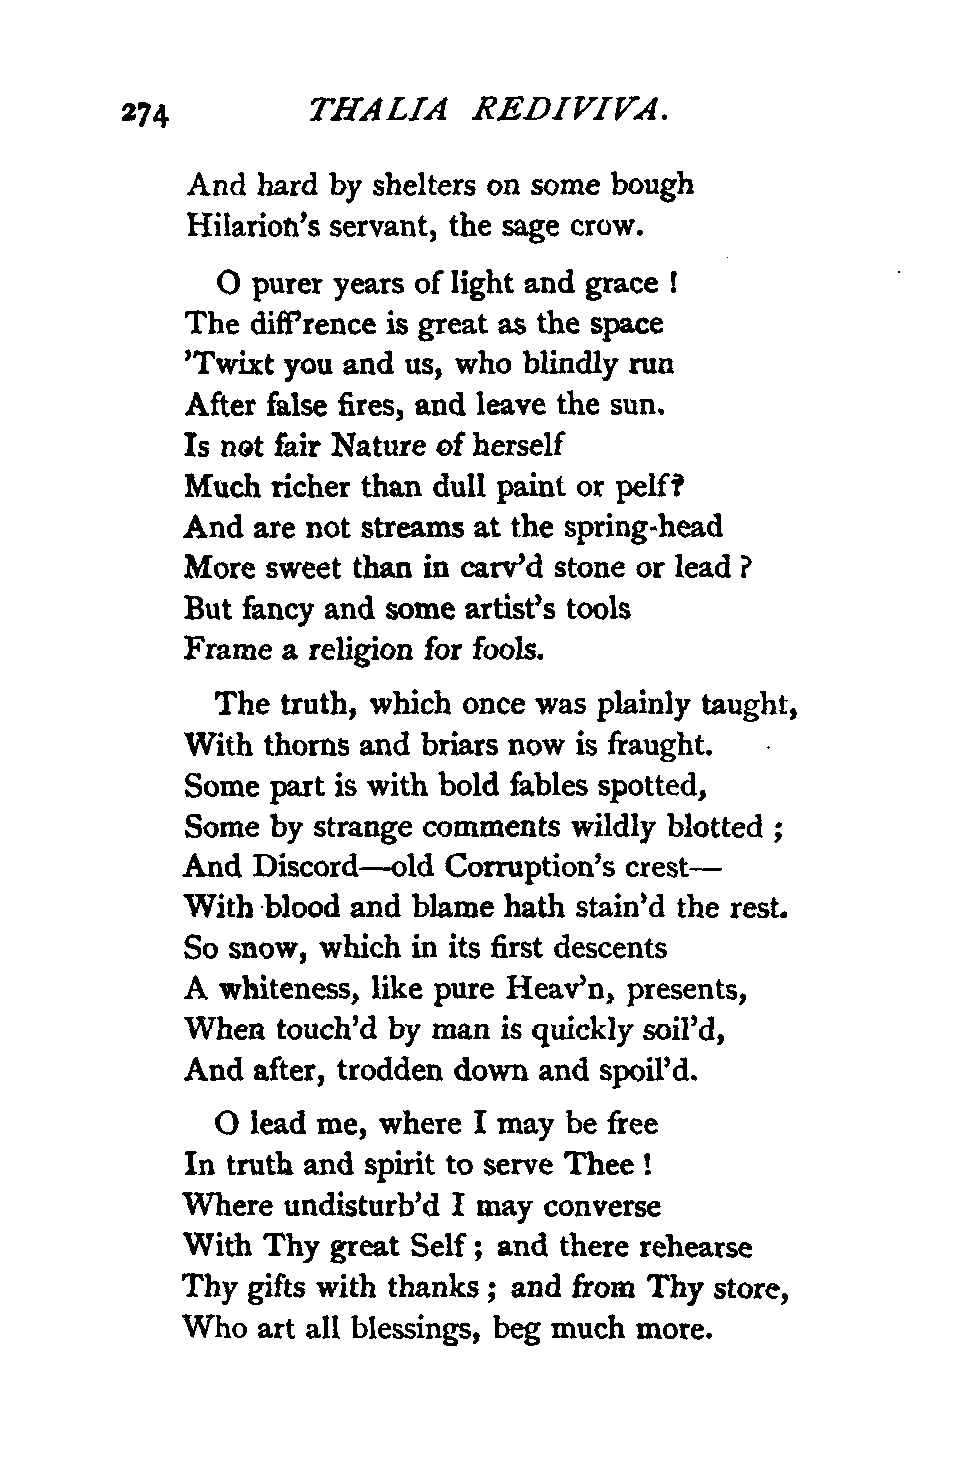 274 THALIA REDIVIVA.
And hard by shelters on some bough
Hilarion's servant, the sage crow.
O purer years of light and grace !
The diff'rence is great as the space
'Twixt you and us, who blindly run
After false fires, and leave the sun.
Is not fair Nature of herself
Much richer than dull paint or pelf?
And are not streams at the spring-head
More sweet than in carv'd stone or lead ?
But fancy and some artist's tools
Frame a religion for fools.
The truth, which once was plainly taught,
With thorns and briars now is fraught.
Some part is with bold fables spotted,
Some by strange comments wildly blotted ;
And Discord—old Corruption's crest—
With blood and blame hath stain'd the rest.
So snow, which in its first descents
A whiteness, like pure Heav'n, presents,
When touch'd by man is quickly soil'd,
And after, trodden down and spoil'd.
O lead me, where I may be free
In truth and spirit to serve Thee !
Where undisturb'd I may converse
With Thy great Self ; and there rehearse
Thy gifts with thanks ; and from Thy store,
Who art all blessings, beg much more.